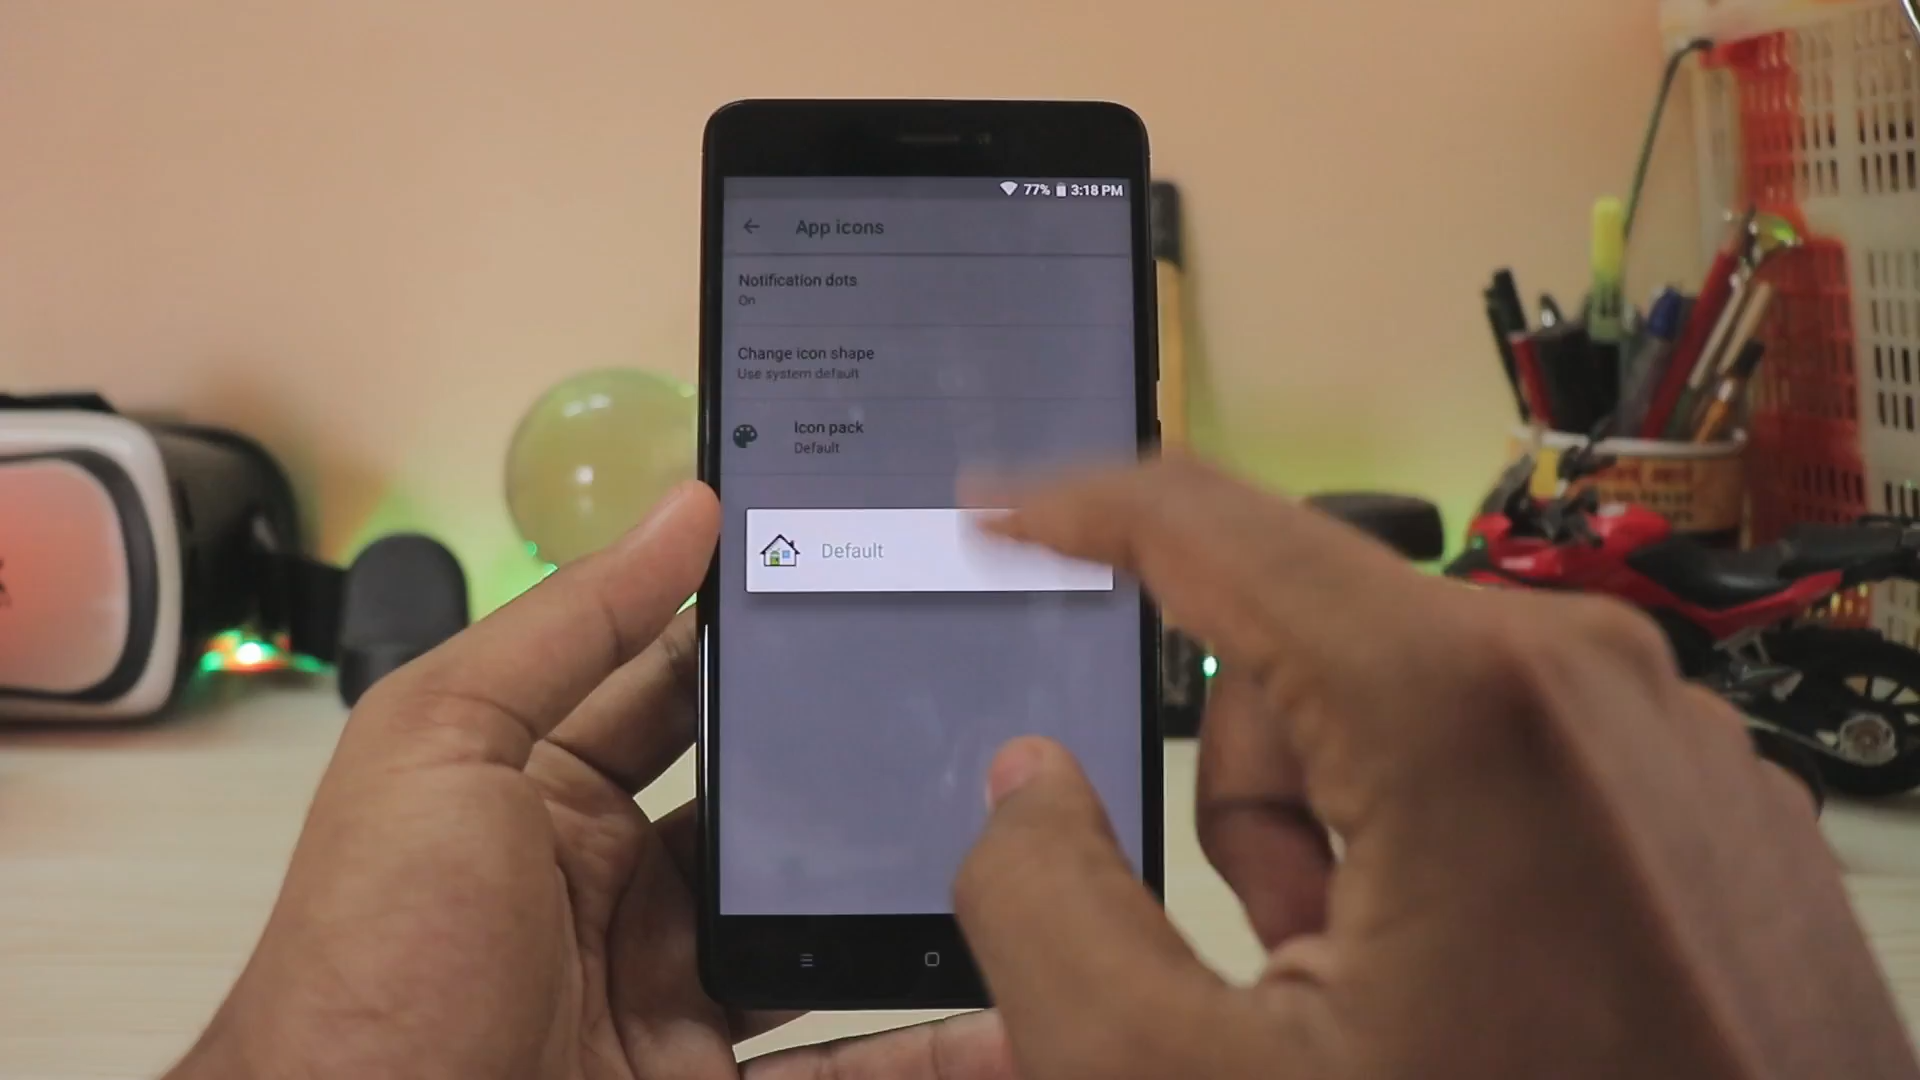 77% 3:18 PM
App icons
Notification dots
On
Change icon shape
Use system default
Icon pack
Default
Default